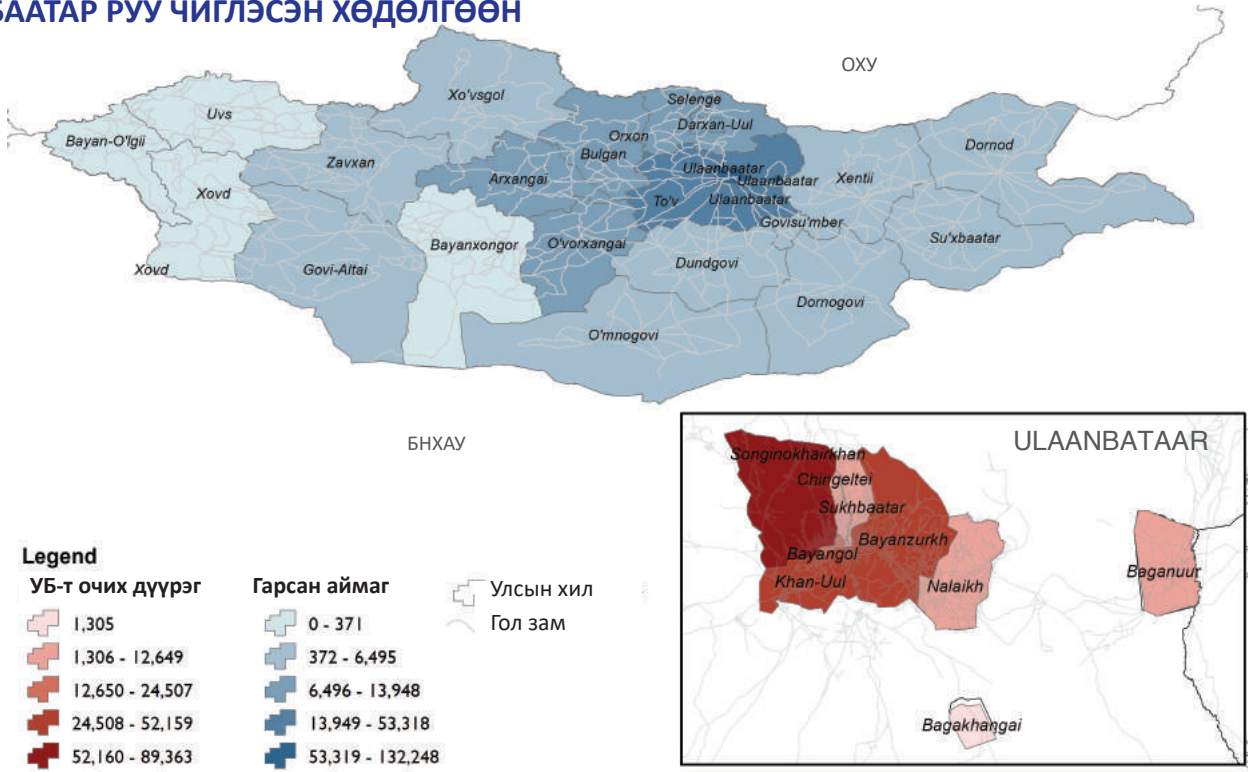 БААТАР РУУ ЧИГЛЭСЭН ХӨДӨЛГӨӨН
ОХУ
Xo'vsgol
Selenge
Uvs
Darxan-Uul
Bayan-O'lgii
Orxon
Dornod
Bulgan
Zavxan
Ulaanbaatar
Arxangai
Ulaanbaatar
Xentii
Xovd
To'v
Ulaanbaatar
Govisu'mber
Bayanxongor
O'vorxangai
Su'xbaatar
Dundgovi
Xovd
Govi-Altai
Dornogovi
O'mnogovi
БНХАУ
ULAANBATAAR
Songinokhairkhan
Chingeltei
Sukhbaatar
Bayanzurkh
Bayangol
Khan-Uul
Nalaikh
Baganuur
Bagakhangai
Legend
УБ-т очих дүүрэг
1,305
1,306 - 12,649
12,650 - 24,507
24,508 - 52,159
52,160 - 89,363
Гарсан аймаг
0 - 371
372 - 6,495
6,496 - 13,948
13,949 - 53,318
53,319 - 132,248
Улсын хил
Гол зам